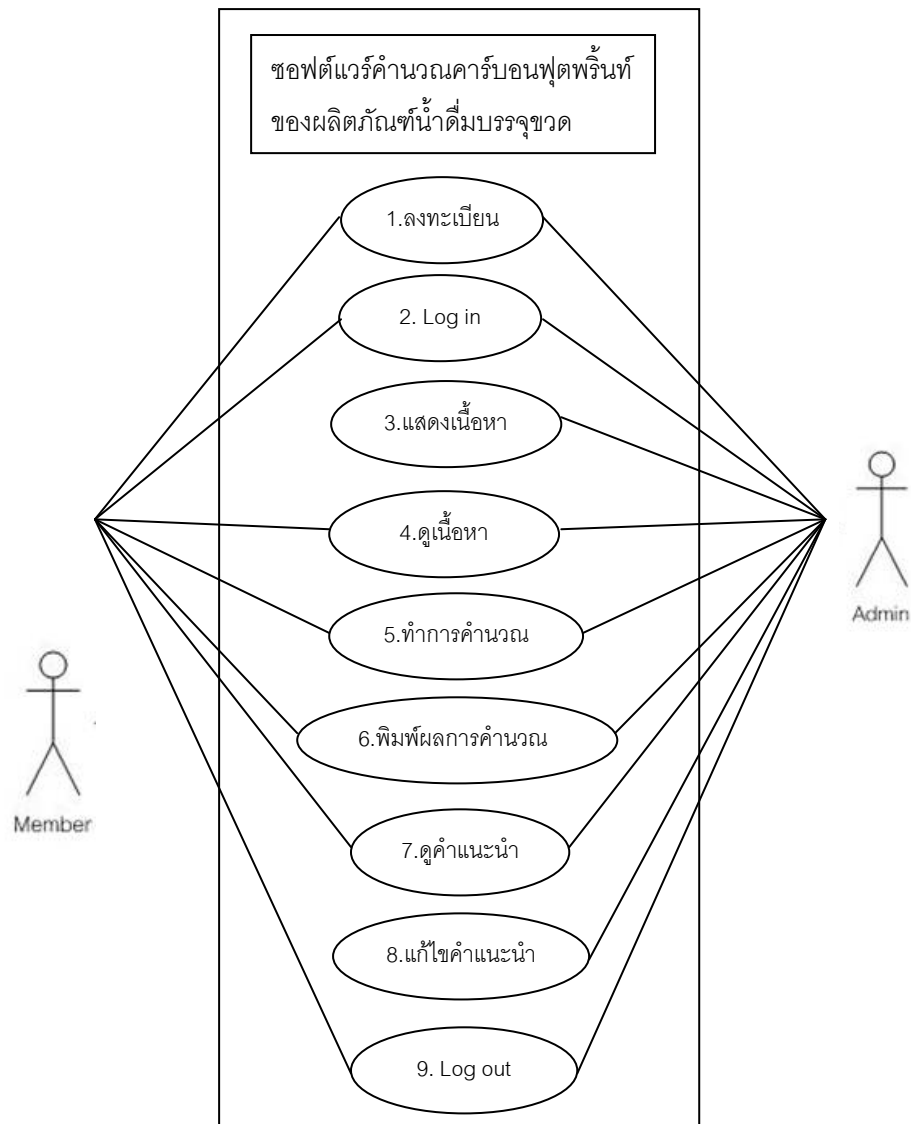 ซอฟต์แวร์คำนวณคาร์บอนฟุตพริ้นท์
ของผลิตภัณฑ์น้ำดื่มบรรจุขวด
1.ลงทะเบียน
2. Log in
3.แสดงเนื้อหา
4.ดูเนื้อหา
5.ทำการคำนวณ
Admin
6.พิมพ์ผลการคำนวณ
Member
7.ดูคำแนะนำ
8.แก้ไขคำแนะนำ
9. Log out